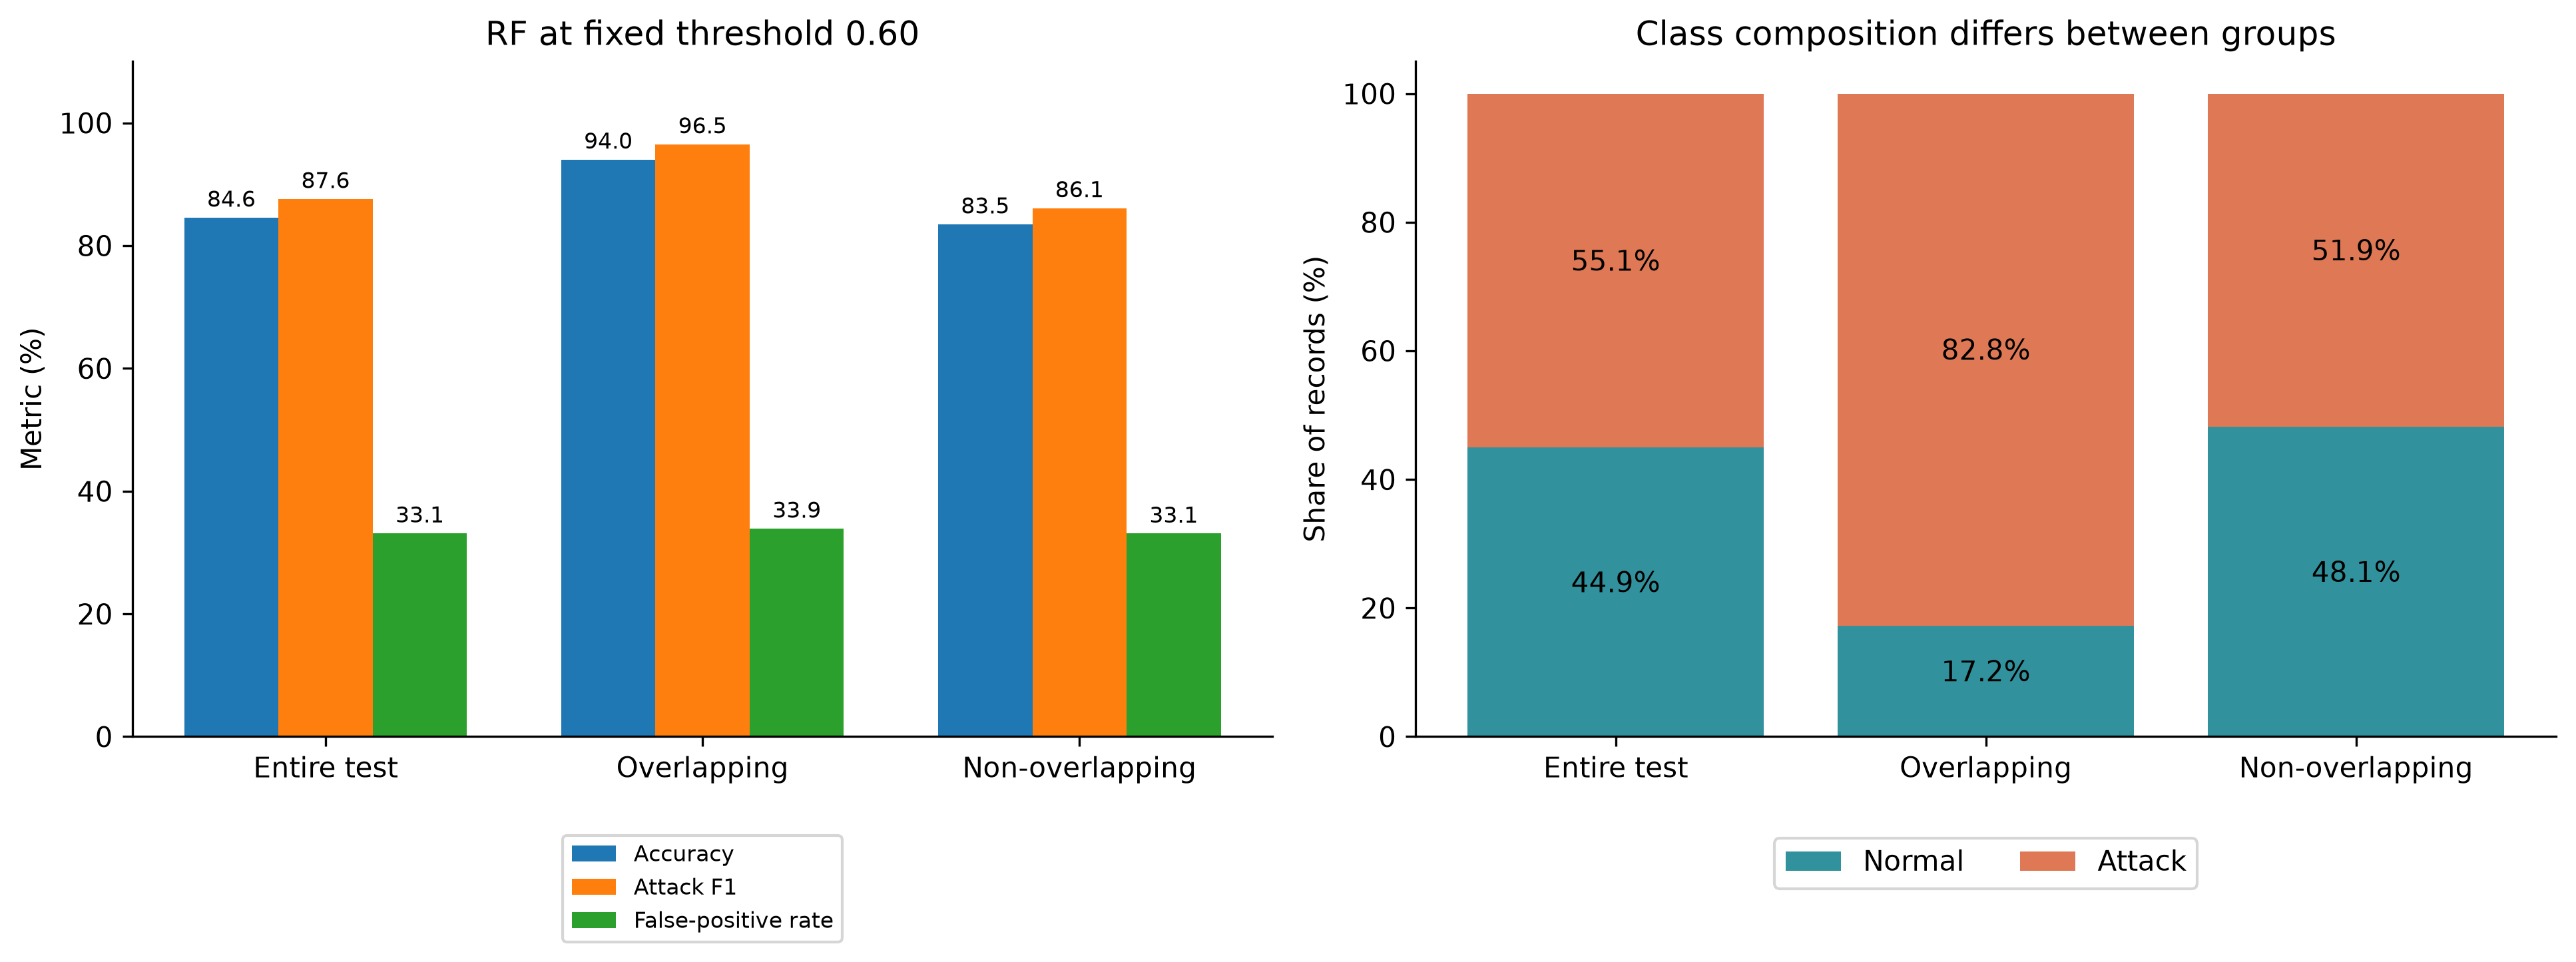 RF at fixed threshold 0.60
Metric (%)
100
80
60
40
20
0
84.6
87.6
33.1
94.0
96.5
33.9
83.5
86.1
33.1
Entire test
Overlapping
Non-overlapping
Accuracy
Attack F1
False-positive rate
Class composition differs between groups
Share of records (%)
100
80
60
40
20
0
55.1%
44.9%
82.8%
17.2%
51.9%
48.1%
Entire test
Overlapping
Non-overlapping
Normal
Attack